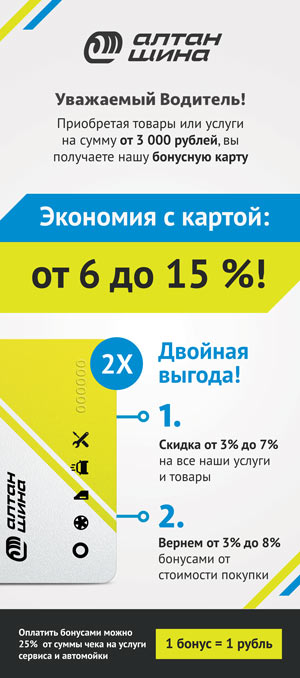 алтан
шина
Уважаемый Водитель!
Приобретая товары или услуги
на сумму от 3 000 рублей, вы
получаете нашу бонусную карту
Экономия с картой:
от 6 до 15 %!
2X
Двойная
выгода!
1.
Скидка от 3% до 7%
на все наши услуги
и товары
2.
Вернем от 3% до 8%
бонусами от
стоимости покупки
алтан
шина
Оплатить бонусами можно
25% от суммы чека на услуги
сервиса и автомойки
1 бонус = 1 рубль